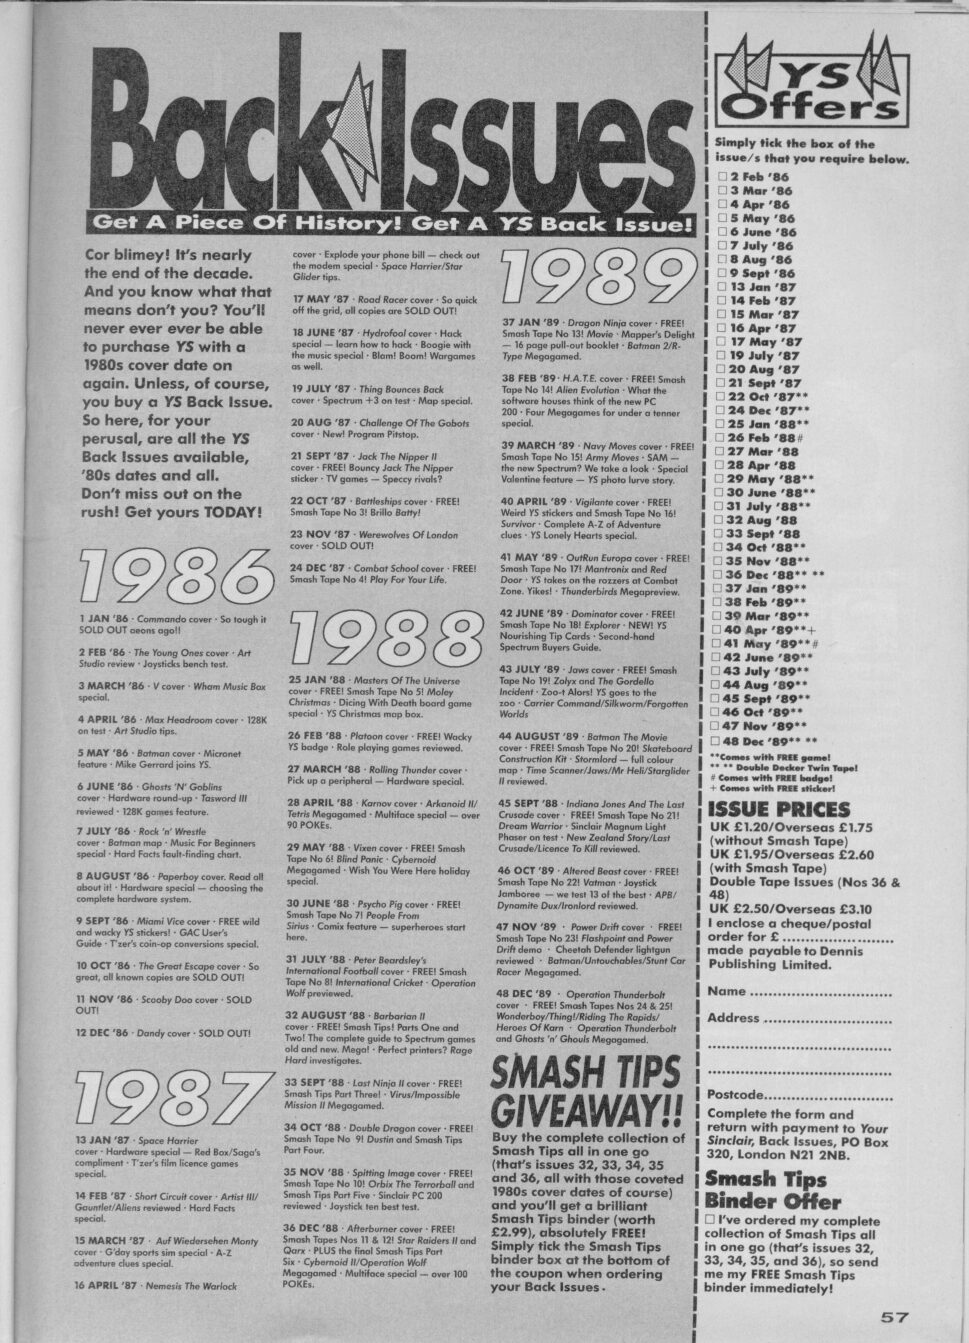 Back Issues
Get A Piece Of History! Get A YS Back Issue!
Cor blimey! It's nearly
the end of the decade.
And you know what that
means don't you? You'll
never ever ever be able
to purchase YS with a
1980s cover date on
again. Unless, of course,
you buy a YS Back Issue.
So here, for your
perusal, are all the YS
Back Issues available,
'80s dates and all.
Don't miss out on the
rush! Get yours TODAY!
1986
1 JAN '86 · Commando cover · So tough it
SOLD OUT aeons ago!!
2 FEB '86 · The Young Ones cover · Art
Studio review · Joysticks bench test.
3 MARCH '86 · V cover · Wham Music Box
special.
4 APRIL '86 · Max Headroom cover · 128K
on test · Art Studio tips.
5 MAY '86 · Batman cover · Micronet
feature · Mike Gerrard joins YS.
6 JUNE '86 · Ghosts 'N' Goblins
cover · Hardware round-up · Tasword III
reviewed · 128K games feature.
7 JULY '86 · Rock 'n' Wrestle
cover · Batman map · Music For Beginners
special · Hard Facts fault-finding chart.
8 AUGUST '86 · Paperboy cover. Read all
about it! · Hardware special — choosing the
complete hardware system.
9 SEPT '86 · Miami Vice cover · FREE wild
and wacky YS stickers! · GAC User's
Guide · T'zer's coin-op conversions special.
10 OCT '86 · The Great Escape cover · So
great, all known copies are SOLD OUT!
11 NOV '86 · Scooby Doo cover · SOLD
OUT!
12 DEC '86 · Dandy cover · SOLD OUT!
1987
13 JAN '87 · Space Harrier
cover · Hardware special — Red Box/Saga's
compliment · T'zer's film licence games
special.
14 FEB '87 · Short Circuit cover · Artist III/
Gauntlet/Aliens reviewed · Hard Facts
special.
15 MARCH '87 · Auf Wiedersehen Monty
cover · G'day sports sim special · A-Z
adventure clues special.
16 APRIL '87 · Nemesis The Warlock
cover · Explode your phone bill — check out
the modem special · Space Harrier/Star
Glider tips.
17 MAY '87 · Road Racer cover · So quick
off the grid, all copies are SOLD OUT!
18 JUNE '87 · Hydrofool cover · Hack
special — learn how to hack · Boogie with
the music special · Blam! Boom! Wargames
as well.
19 JULY '87 · Thing Bounces Back
cover · Spectrum +3 on test · Map special.
20 AUG '87 · Challenge Of The Gobots
cover · New! Program Pitstop.
21 SEPT '87 · Jack The Nipper II
cover · FREE! Bouncy Jack The Nipper
sticker · TV games — Speccy rivals?
22 OCT '87 · Battleships cover · FREE!
Smash Tape No 3! Brillo Batty!
23 NOV '87 · Werewolves Of London
cover · SOLD OUT!
24 DEC '87 · Combat School cover · FREE!
Smash Tape No 4! Play For Your Life.
1988
25 JAN '88 · Masters Of The Universe
cover · FREE! Smash Tape No 5! Moley
Christmas · Dicing With Death board game
special · YS Christmas map box.
26 FEB '88 · Platoon cover · FREE! Wacky
YS badge · Role playing games reviewed.
27 MARCH '88 · Rolling Thunder cover ·
Pick up a peripheral — Hardware special.
28 APRIL '88 · Karnov cover · Arkanoid II/
Tetris Megagamed · Multiface special — over
90 POKEs.
29 MAY '88 · Vixen cover · FREE! Smash
Tape No 6! Blind Panic · Cybernoid
Megagamed · Wish You Were Here holiday
special.
30 JUNE '88 · Psycho Pig cover · FREE!
Smash Tape No 7! People From
Sirius · Comix feature — superheroes start
here.
31 JULY '88 · Peter Beardsley's
International Football cover · FREE! Smash
Tape No 8! International Cricket · Operation
Wolf previewed.
32 AUGUST '88 · Barbarian II
cover · FREE! Smash Tips! Parts One and
Two! The complete guide to Spectrum games
old and new. Mega! · Perfect printers? Rage
Hard investigates.
33 SEPT '88 · Last Ninja II cover · FREE!
Smash Tips Part Three! · Virus/Impossible
Mission II Megagamed.
34 OCT '88 · Double Dragon cover · FREE!
Smash Tape No 9! Dustin and Smash Tips
Part Four.
35 NOV '88 · Spitting Image cover · FREE!
Smash Tape No 10! Orbix The Terrorball and
Smash Tips Part Five · Sinclair PC 200
reviewed · Joystick ten best test.
36 DEC '88 · Afterburner cover · FREE!
Smash Tapes Nos 11 & 12! Star Raiders II and
Qarx · PLUS the final Smash Tips Part
Six · Cybernoid II/Operation Wolf
Megagamed · Multiface special — over 100
POKEs.
1989
37 JAN '89 · Dragon Ninja cover · FREE!
Smash Tape No 13! Movie · Mapper's Delight
— 16 page pull-out booklet · Batman 2/R-
Type Megagamed.
38 FEB '89 · H.A.T.E. cover · FREE! Smash
Tape No 14! Alien Evolution · What the
software houses think of the new PC
200 · Four Megagames for under a tenner
special.
39 MARCH '89 · Navy Moves cover · FREE!
Smash Tape No 15! Army Moves · SAM —
the new Spectrum? We take a look · Special
Valentine feature — YS photo lurve story.
40 APRIL '89 · Vigilante cover · FREE!
Weird YS stickers and Smash Tape No 16!
Survivor · Complete A-Z of Adventure
clues · YS Lonely Hearts special.
41 MAY '89 · OutRun Europa cover · FREE!
Smash Tape No 17! Mantronix and Red
Door · YS takes on the rozzers at Combat
Zone. Yikes! · Thunderbirds Megapreview.
42 JUNE '89 · Dominator cover · FREE!
Smash Tape No 18! Explorer · NEW! YS
Nourishing Tip Cards · Second-hand
Spectrum Buyers Guide.
43 JULY '89 · Jaws cover · FREE! Smash
Tape No 19! Zolyx and The Gordello
Incident · Zoo-t Alors! YS goes to the
zoo · Carrier Command/Silkworm/Forgotten
Worlds
44 AUGUST '89 · Batman The Movie
cover · FREE! Smash Tape No 20! Skateboard
Construction Kit · Stormlord — full colour
map · Time Scanner/Jaws/Mr Heli/Starglider
II reviewed.
45 SEPT '88 · Indiana Jones And The Last
Crusade cover · FREE! Smash Tape No 21!
Dream Warrior · Sinclair Magnum Light
Phaser on test · New Zealand Story/Last
Crusade/Licence To Kill reviewed.
46 OCT '89 · Altered Beast cover · FREE!
Smash Tape No 22! Vatman · Joystick
Jamboree — we test 13 of the best · APB/
Dynamite Dux/Ironlord reviewed.
47 NOV '89 · Power Drift cover · FREE!
Smash Tape No 23! Flashpoint and Power
Drift demo · Cheetah Defender lightgun
reviewed · Batman/Untouchables/Stunt Car
Racer Megagamed.
48 DEC '89 · Operation Thunderbolt
cover · FREE! Smash Tapes Nos 24 & 25!
Wonderboy/Thing!/Riding The Rapids/
Heroes Of Karn · Operation Thunderbolt
and Ghosts 'n' Ghouls Megagamed.
SMASH TIPS
GIVEAWAY!!
Buy the complete collection of
Smash Tips all in one go
(that's issues 32, 33, 34, 35
and 36, all with those coveted
1980s cover dates of course)
and you'll get a brilliant
Smash Tips binder (worth
£2.99), absolutely FREE!
Simply tick the Smash Tips
binder box at the bottom of
the coupon when ordering
your Back Issues.
YS
Offers
Simply tick the box of the
issue/s that you require below.
☐ 2 Feb '86
☐ 3 Mar '86
☐ 4 Apr '86
☐ 5 May '86
☐ 6 June '86
☐ 7 July '86
☐ 8 Aug '86
☐ 9 Sept '86
☐ 13 Jan '87
☐ 14 Feb '87
☐ 15 Mar '87
☐ 16 Apr '87
☐ 17 May '87
☐ 19 July '87
☐ 20 Aug '87
☐ 21 Sept '87
☐ 22 Oct '87**
☐ 24 Dec '87**
☐ 25 Jan '88**
☐ 26 Feb '88#
☐ 27 Mar '88
☐ 28 Apr '88
☐ 29 May '88**
☐ 30 June '88**
☐ 31 July '88**
☐ 32 Aug '88
☐ 33 Sept '88
☐ 34 Oct '88**
☐ 35 Nov '88**
☐ 36 Dec '88** **
☐ 37 Jan '89**
☐ 38 Feb '89**
☐ 39 Mar '89**
☐ 40 Apr '89**+
☐ 41 May '89**#
☐ 42 June '89**
☐ 43 July '89**
☐ 44 Aug '89**
☐ 45 Sept '89**
☐ 46 Oct '89**
☐ 47 Nov '89**
☐ 48 Dec '89** **
**Comes with FREE game!
** ** Double Decker Twin Tape!
# Comes with FREE badge!
+ Comes with FREE sticker!
ISSUE PRICES
UK £1.20/Overseas £1.75
(without Smash Tape)
UK £1.95/Overseas £2.60
(with Smash Tape)
Double Tape Issues (Nos 36 &
48)
UK £2.50/Overseas £3.10
I enclose a cheque/postal
order for £ ........................
made payable to Dennis
Publishing Limited.
Name ..............................
Address ...........................
.......................................
.......................................
Postcode...........................
Complete the form and
return with payment to Your
Sinclair, Back Issues, PO Box
320, London N21 2NB.
Smash Tips
Binder Offer
☐ I've ordered my complete
collection of Smash Tips all
in one go (that's issues 32,
33, 34, 35, and 36), so send
me my FREE Smash Tips
binder immediately!
57